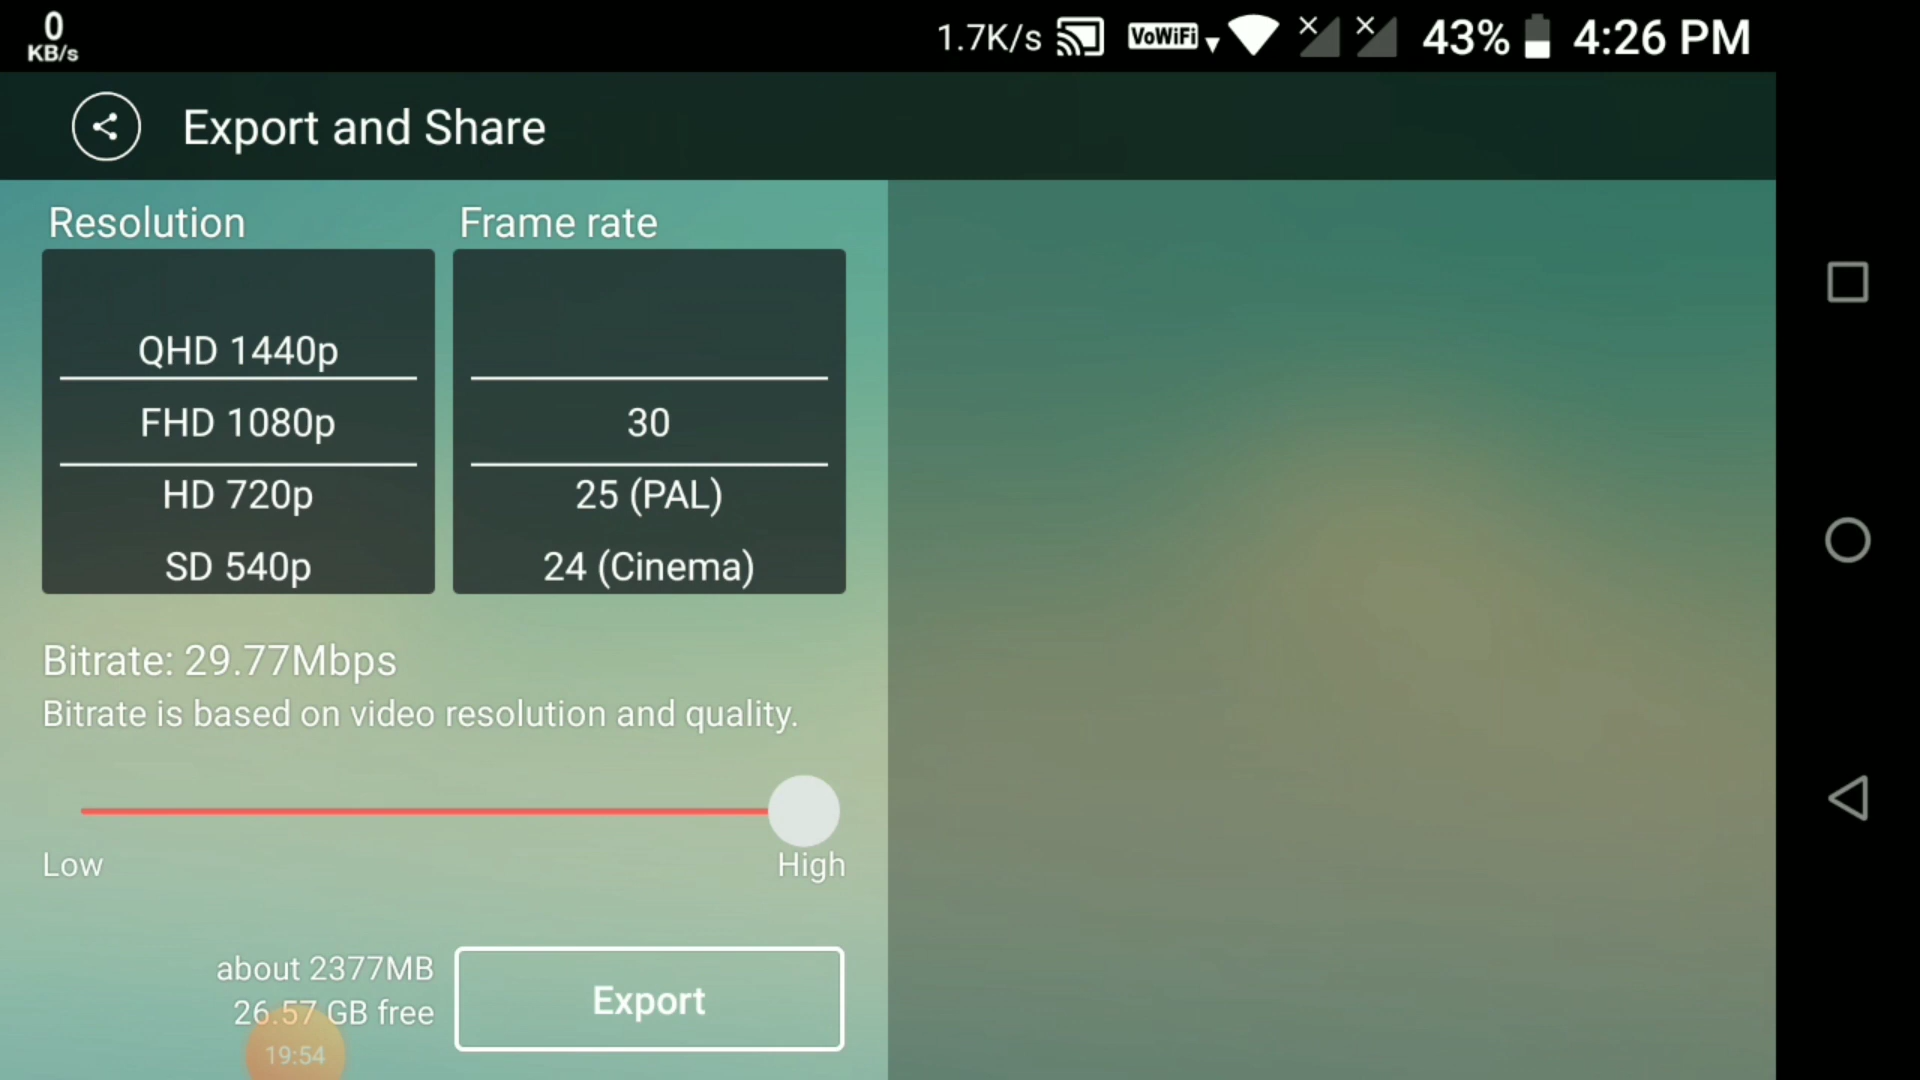 0
KB/s
1.7K/s VoWiFi 43% 4:26 PM
Export and Share
Resolution
QHD 1440p
FHD 1080p
HD 720p
SD 540p
Frame rate
30
25 (PAL)
24 (Cinema)
Bitrate: 29.77Mbps
Bitrate is based on video resolution and quality.
Low High
about 2377MB
26.57 GB free
Export
19:54